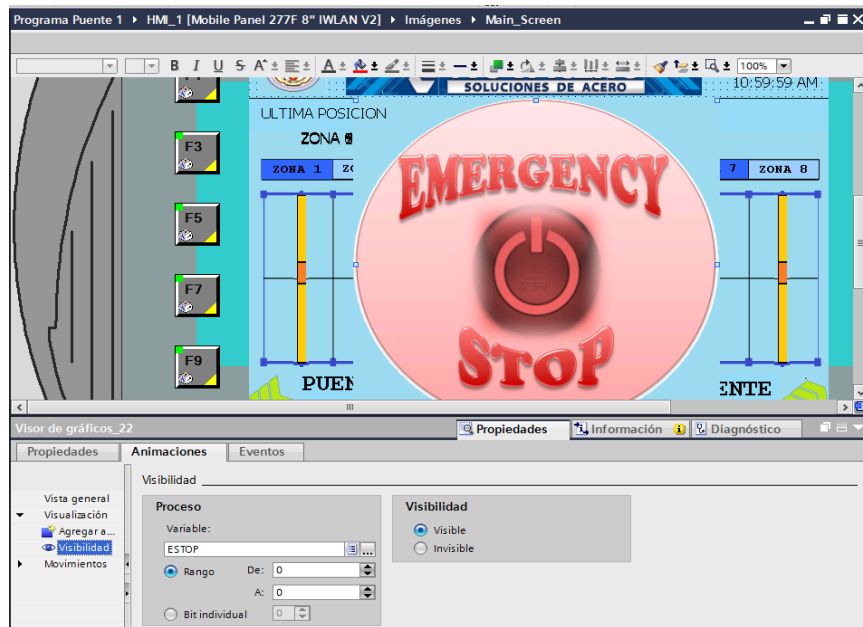 Programa Puente 1 ▸ HMI_1 [Mobile Panel 277F 8" IWLAN V2] ▸ Imágenes ▸ Main_Screen
B I U S A 100%
SOLUCIONES DE ACERO
10:59:59 AM
ULTIMA POSICION
F3
ZONA
ZONA 1
7
ZONA 8
EMERGENCY
F5
F7
STOP
F9
Visor de gráficos_22
Propiedades
Información
Diagnóstico
Propiedades
Animaciones
Eventos
Visibilidad
Vista general
Visualización
Agregar a...
Visibilidad
Movimientos
Proceso
Variable:
ESTOP
...
Rango De: 0
A: 0
Bit individual 0
Visibilidad
Visible
Invisible